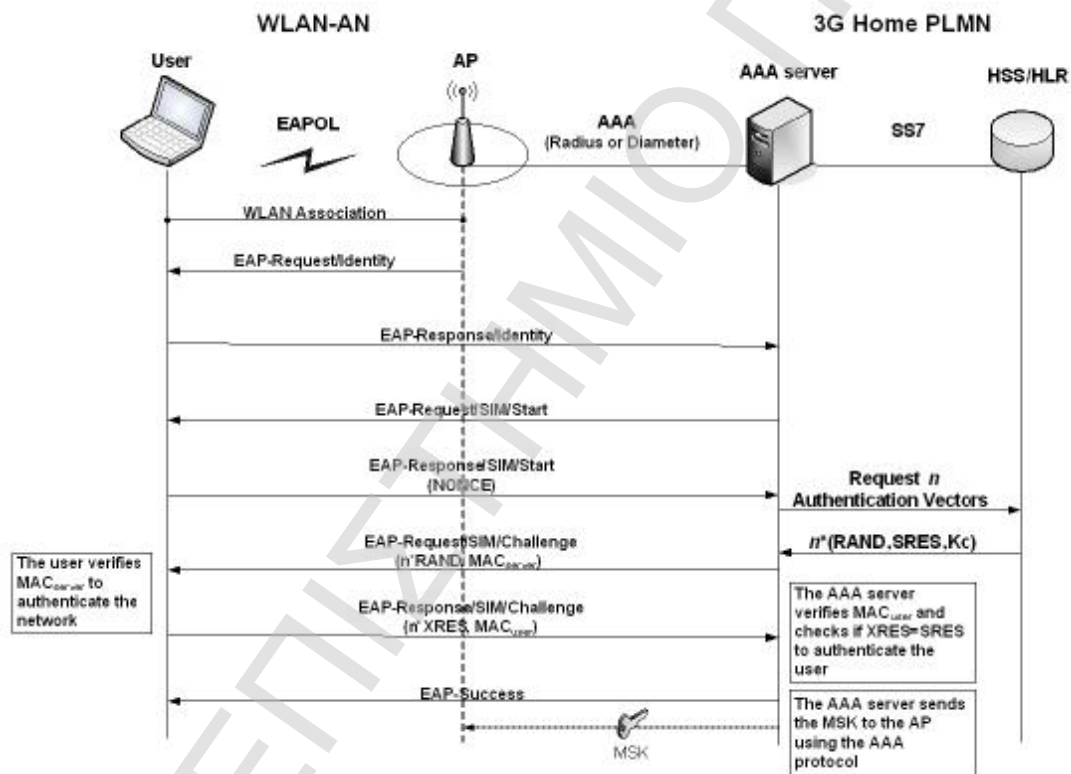 WLAN-AN
3G Home PLMN
User
AP
AAA server
HSS/HLR
EAPOL
AAA
(Radius or Diameter)
SS7
WLAN Association
EAP-Request/Identity
EAP-Response/Identity
EAP-Request/SIM/Start
EAP-Response/SIM/Start
(NONCE)
Request n
Authentication Vectors
EAP-Request/SIM/Challenge
(n*RAND, MACserver)
n*(RAND,SRES,Kc)
The user verifies
MACserver to
authenticate the
network
EAP-Response/SIM/Challenge
(n*XRES, MACuser)
The AAA server
verifies MACuser and
checks if XRES=SRES
to authenticate the
user
EAP-Success
The AAA server sends
the MSK to the AP
using the AAA
protocol
MSK